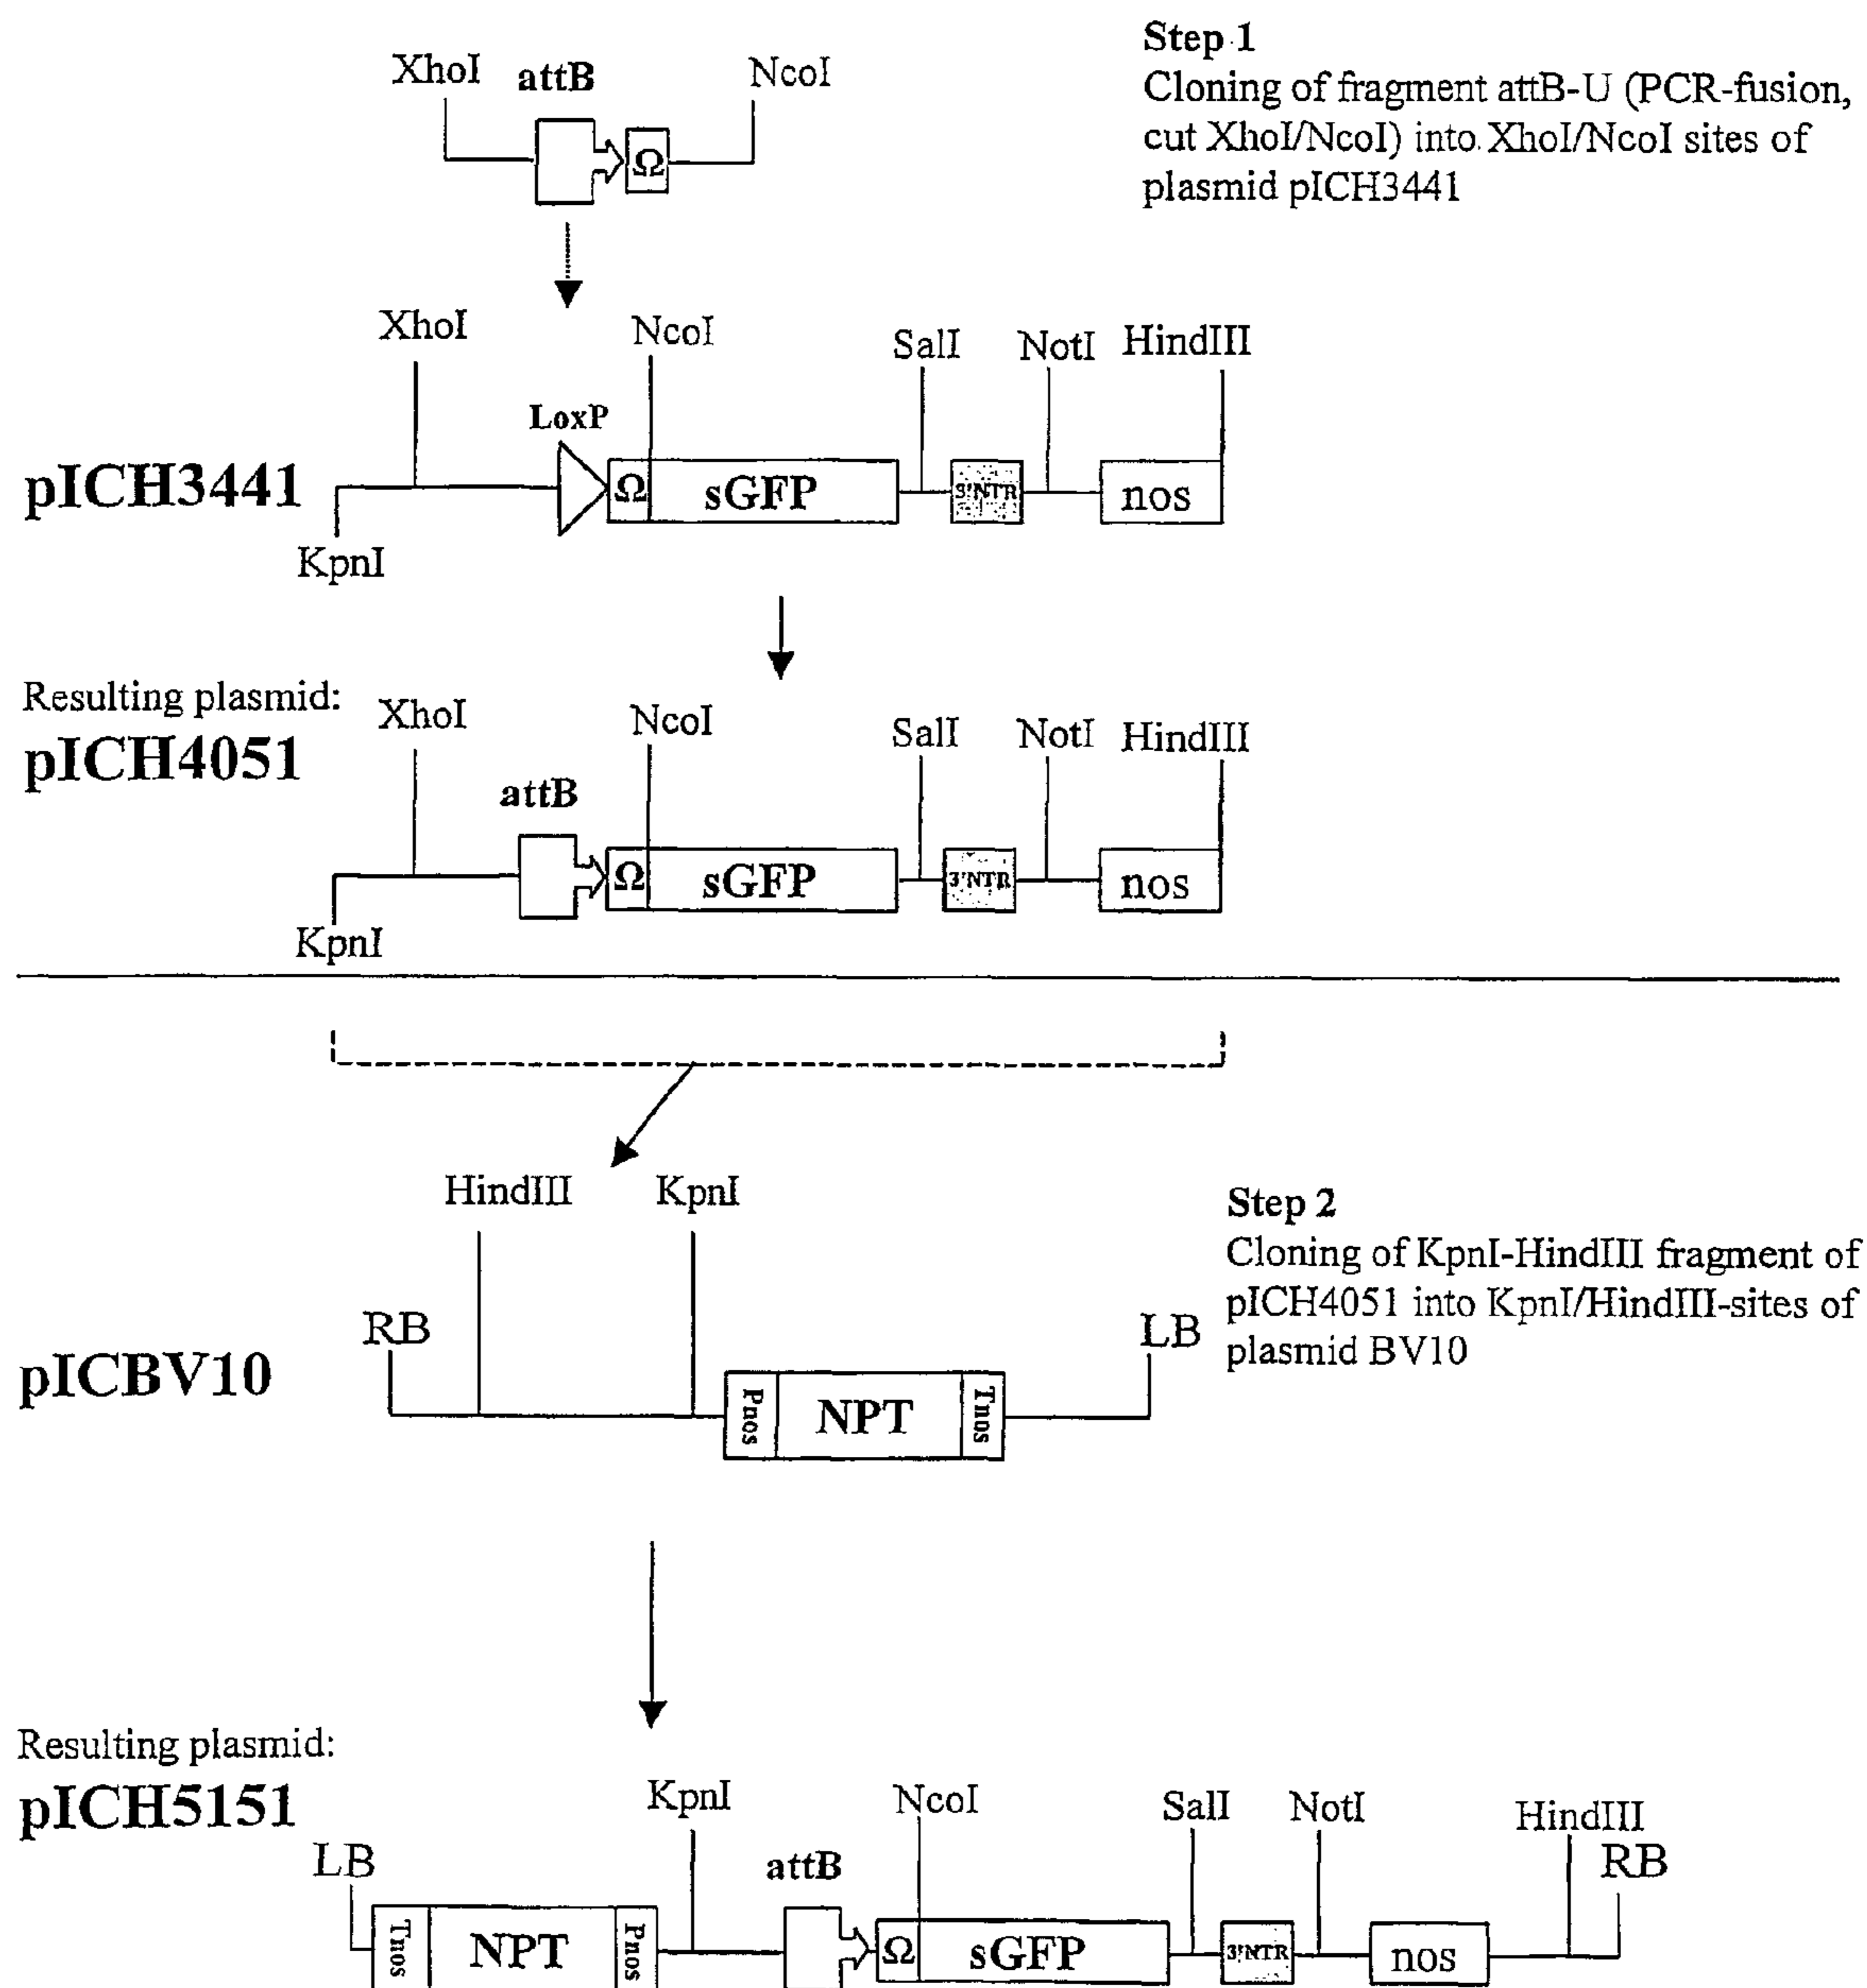 Step 1
Cloning of fragment attB-U (PCR-fusion,
cut XhoI/NcoI) into XhoI/NcoI sites of
plasmid pICH3441
XhoI attB NcoI
Ω
XhoI NcoI SalI NotI HindIII
LoxP
pICH3441
Ω sGFP 3'NTR nos
KpnI
Resulting plasmid:
pICH4051
XhoI NcoI SalI NotI HindIII
attB
Ω sGFP 3'NTR nos
KpnI
HindIII KpnI
Step 2
Cloning of KpnI-HindIII fragment of
pICH4051 into KpnI/HindIII-sites of
plasmid BV10
RB LB
pICBV10
Pnos NPT Tnos
Resulting plasmid:
pICH5151
KpnI NcoI SalI NotI HindIII
LB attB RB
Tnos NPT Pnos Ω sGFP 3'NTR nos